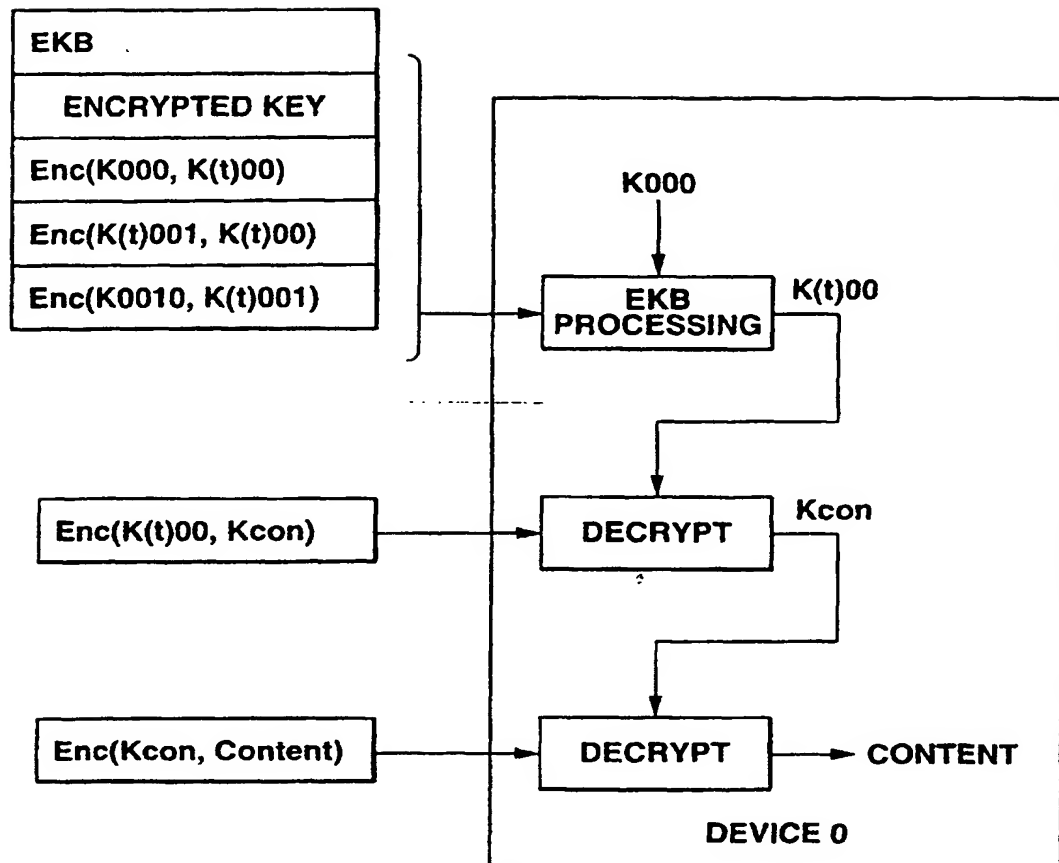 EKB
ENCRYPTED KEY
Enc(K000, K(t)00)
Enc(K(t)001, K(t)00)
Enc(K0010, K(t)001)
K000
EKB
PROCESSING
K(t)00
Enc(K(t)00, Kcon)
DECRYPT
Kcon
Enc(Kcon, Content)
DECRYPT
CONTENT
DEVICE 0